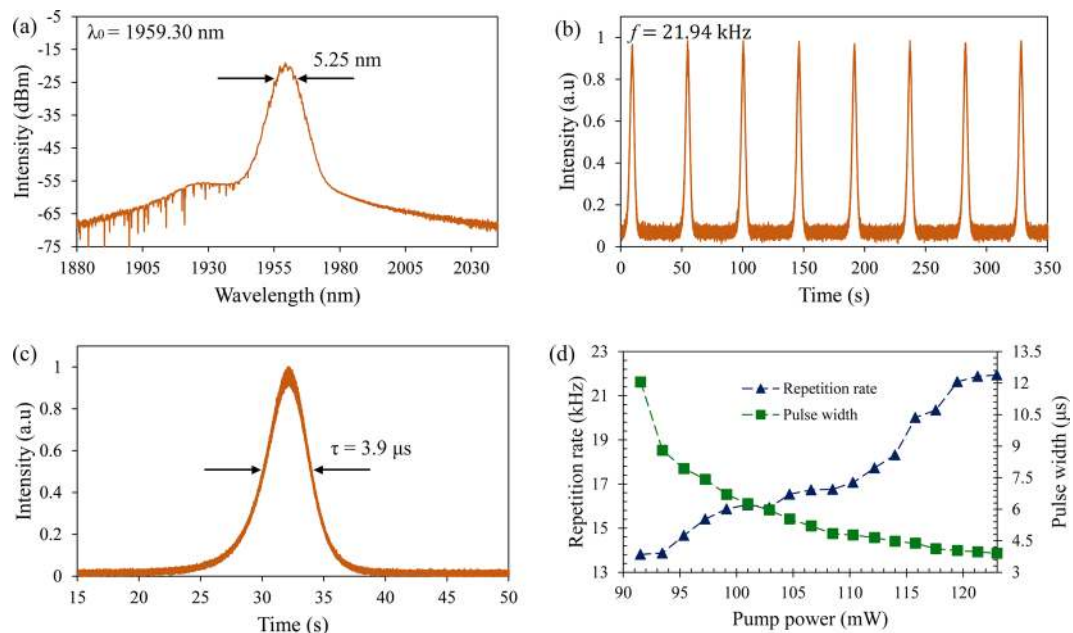 (a)
λ₀ = 1959.30 nm
5.25 nm
Intensity (dBm)
-5
-15
-25
-35
-45
-55
-65
-75
1880 1905 1930 1955 1980 2005 2030
Wavelength (nm)
(b)
f = 21.94 kHz
Intensity (a.u)
1
0.8
0.6
0.4
0.2
0
0 50 100 150 200 250 300 350
Time (s)
(c)
τ = 3.9 μs
Intensity (a.u)
1
0.8
0.6
0.4
0.2
0
15 20 25 30 35 40 45 50
Time (s)
(d)
Repetition rate
Pulse width
Repetition rate (kHz)
23
21
19
18
16
15
13
13.5
12
10.5
9
7.5
6
4.5
3
Pulse width (μs)
90 95 100 105 110 115 120
Pump power (mW)